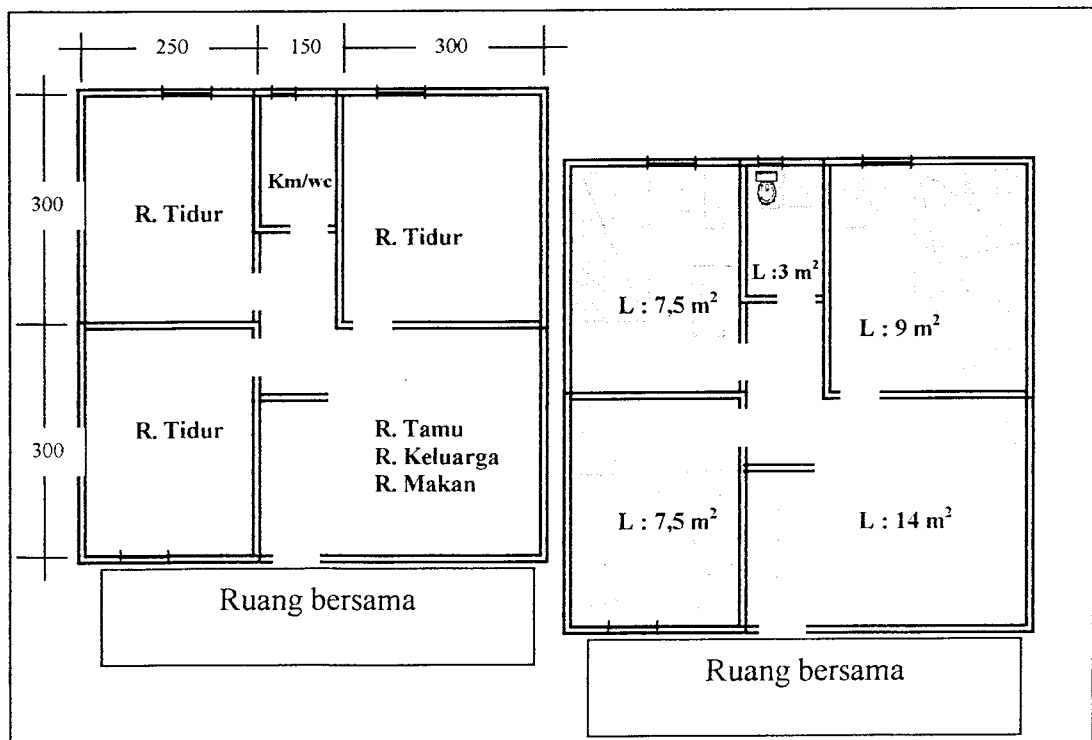 250
150
300
300
300
Km/wc
R. Tidur
R. Tidur
R. Tidur
R. Tamu
R. Keluarga
R. Makan
Ruang bersama
L :3 m²
L : 7,5 m²
L : 9 m²
L : 7,5 m²
L : 14 m²
Ruang bersama